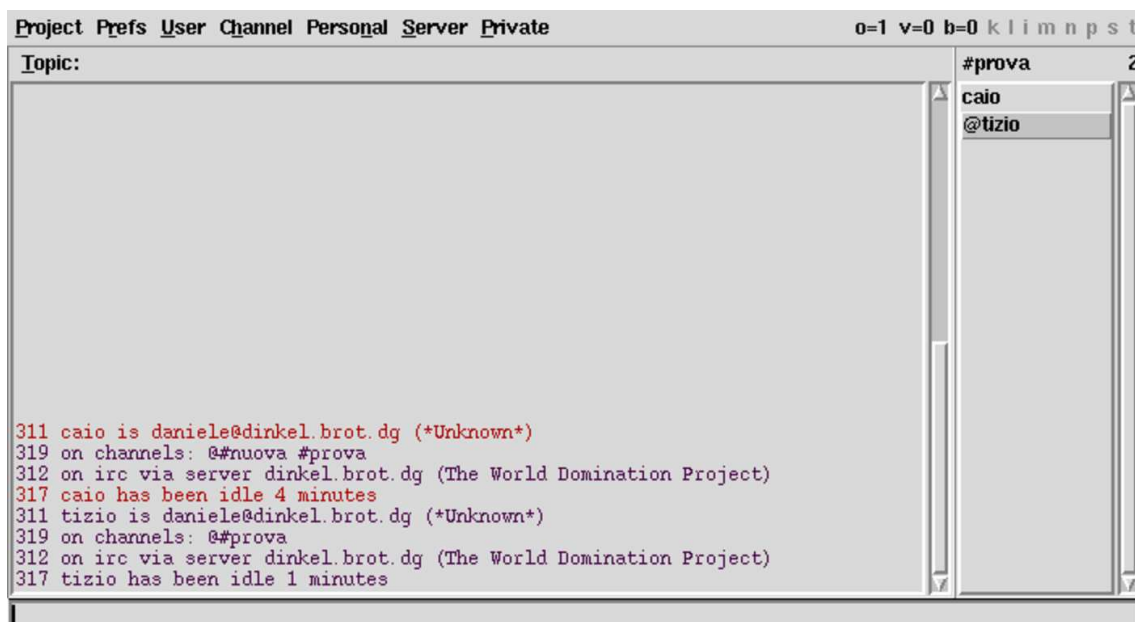 Project Prefs User Channel Personal Server Private o=1 v=0 b=0 k l i m n p s t
Topic:
#prova 2
caio
@tizio
311 caio is daniele@dinkel.brot.dg (*Unknown*)
319 on channels: @#nuova #prova
312 on irc via server dinkel.brot.dg (The World Domination Project)
317 caio has been idle 4 minutes
311 tizio is daniele@dinkel.brot.dg (*Unknown*)
319 on channels: @#prova
312 on irc via server dinkel.brot.dg (The World Domination Project)
317 tizio has been idle 1 minutes